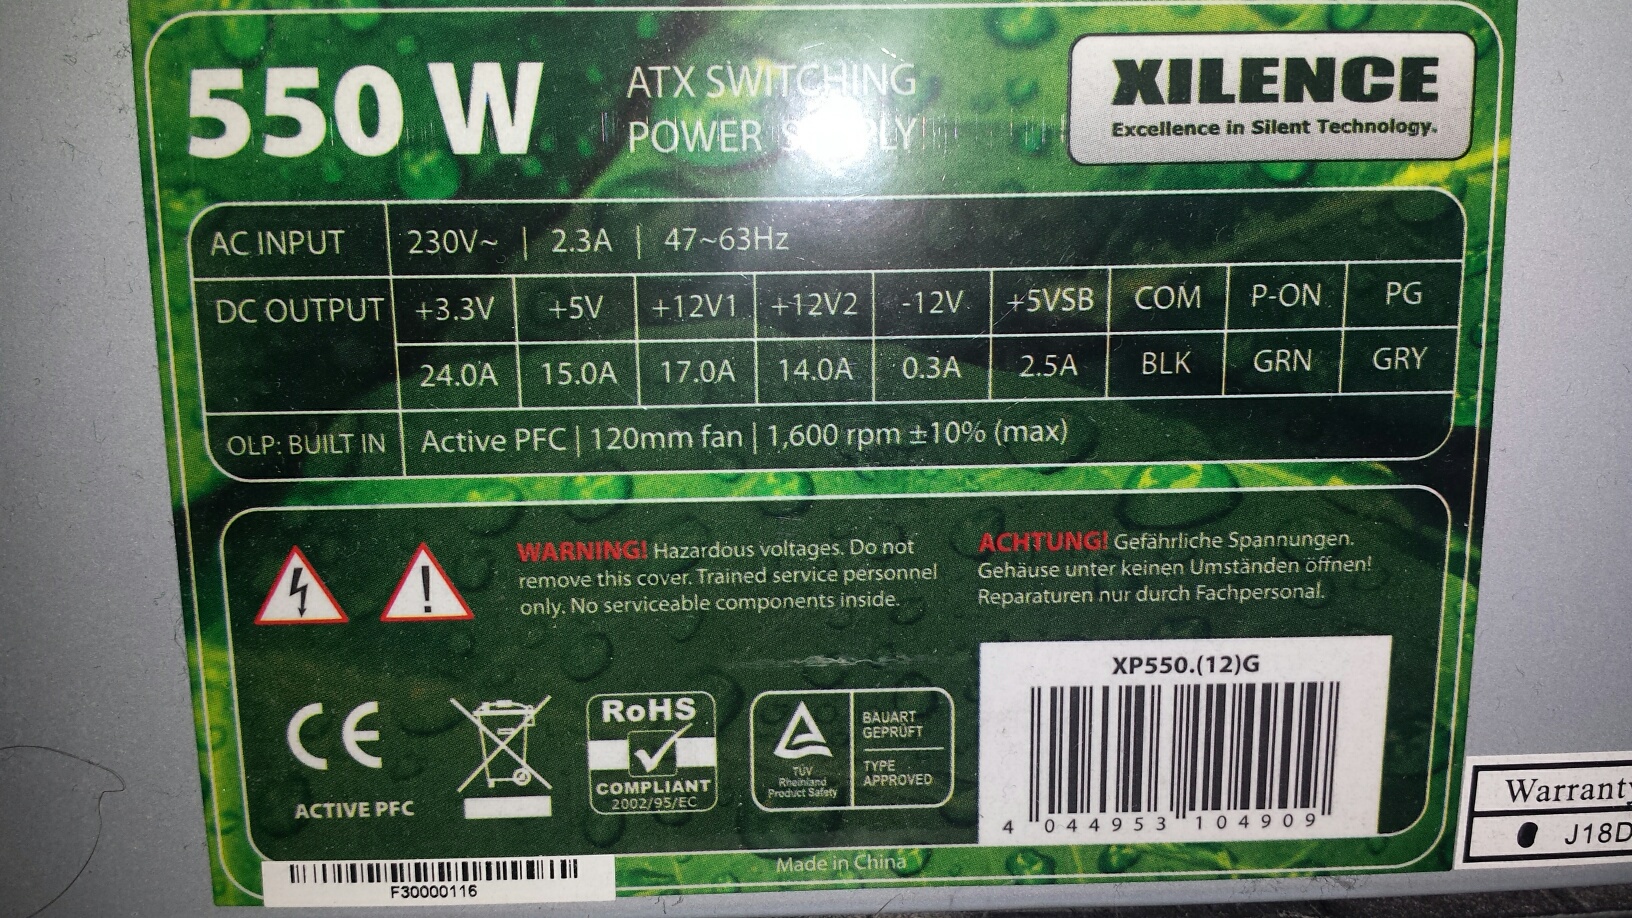 550 W
ATX SWITCHING
POWER SUPPLY
XILENCE
Excellence in Silent Technology.
AC INPUT 230V~ | 2.3A | 47~63Hz
DC OUTPUT +3.3V +5V +12V1 +12V2 -12V +5VSB COM P-ON PG
24.0A 15.0A 17.0A 14.0A 0.3A 2.5A BLK GRN GRY
OLP: BUILT IN Active PFC | 120mm fan | 1,600 rpm ±10% (max)
WARNING! Hazardous voltages. Do not
remove this cover. Trained service personnel
only. No serviceable components inside.
ACHTUNG! Gefährliche Spannungen.
Gehäuse unter keinen Umständen öffnen!
Reparaturen nur durch Fachpersonal.
CE
ACTIVE PFC
RoHS
COMPLIANT
2002/95/EC
TÜV
Rheinland
Product Safety
BAUART
GEPRÜFT
TYPE
APPROVED
XP550.(12)G
4 044953 104909
Made in China
F30000116
Warranty
J18D